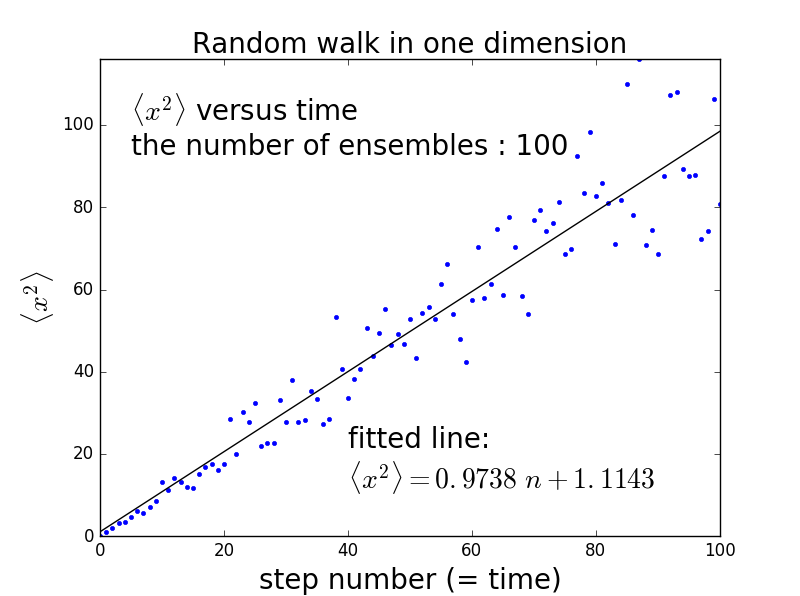 Random walk in one dimension
⟨x²⟩ versus time
the number of ensembles : 100
⟨x²⟩
100
80
60
40
20
0
fitted line:
⟨x²⟩ = 0.9738 n + 1.1143
0 20 40 60 80 100
step number (= time)